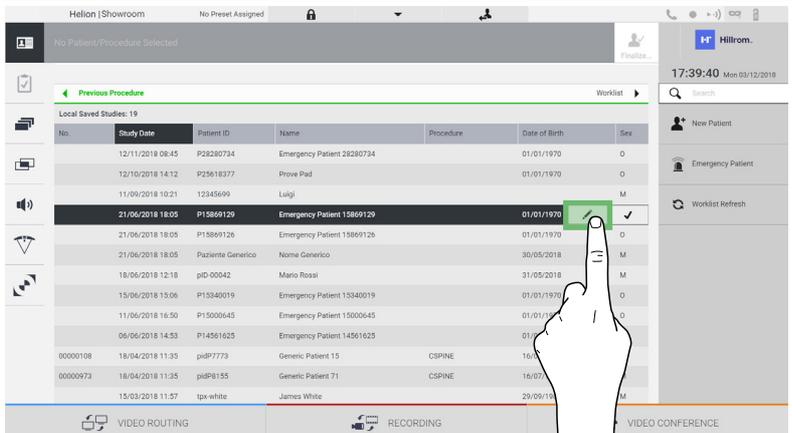 Helion | Showroom No Preset Assigned
No Patient/Procedure Selected Finalize... Hillrom.
17:39:40 Mon 03/12/2018
Previous Procedure Worklist Search
Local Saved Studies: 19
No. Study Date Patient ID Name Procedure Date of Birth Sex
12/11/2018 08:45 P28280734 Emergency Patient 28280734 01/01/1970 O
12/10/2018 14:12 P25618377 Prove Pad 01/01/1970 O
11/09/2018 10:21 12345699 Luigi M
21/06/2018 18:05 P15869129 Emergency Patient 15869129 01/01/1970
21/06/2018 18:05 P15869126 Emergency Patient 15869126 01/01/1970 O
21/06/2018 18:05 Paziente Generico Nome Generico 30/05/2018 M
18/06/2018 12:18 pID-00042 Mario Rossi 31/05/2018 M
15/06/2018 15:06 P15340019 Emergency Patient 15340019 01/01/1970 O
11/06/2018 16:50 P15000645 Emergency Patient 15000645 O
06/06/2018 14:53 P14561625 Emergency Patient 14561625
00000108 18/04/2018 11:35 pidP7773 Generic Patient 15 CSPINE
00000973 18/04/2018 11:35 pidP8155 Generic Patient 71 CSPINE
15/03/2018 11:57 tpx-white James White M
New Patient
Emergency Patient
Worklist Refresh
VIDEO ROUTING RECORDING VIDEO CONFERENCE